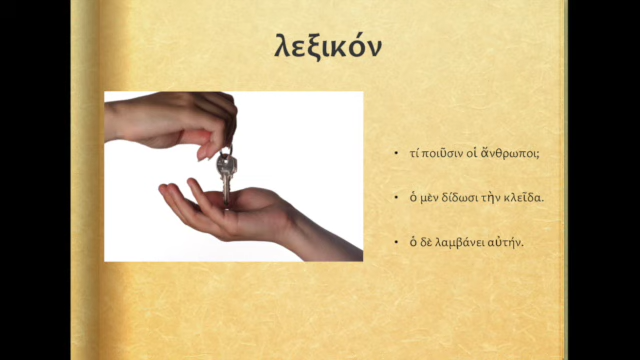 λεξικόν
• τί ποιοῦσιν οἱ ἄνθρωποι;
• ὁ μὲν δίδωσι τὴν κλεῖδα.
• ὁ δὲ λαμβάνει αὐτήν.